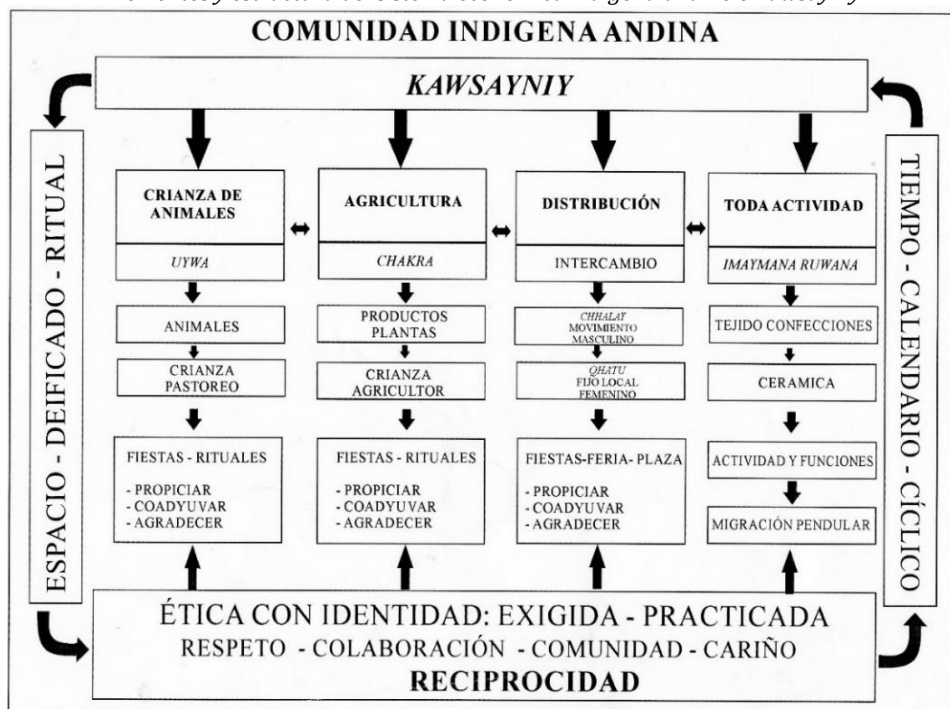 COMUNIDAD INDIGENA ANDINA
KAWSAYNIY
ESPACIO - DEIFICADO - RITUAL
CRIANZA DE
ANIMALES
UYWA
ANIMALES
CRIANZA
PASTOREO
FIESTAS - RITUALES
- PROPICIAR
- COADYUVAR
- AGRADECER
AGRICULTURA
CHAKRA
PRODUCTOS
PLANTAS
CRIANZA
AGRICULTOR
FIESTAS - RITUALES
- PROPICIAR
- COADYUVAR
- AGRADECER
DISTRIBUCIÓN
INTERCAMBIO
CHHALAY
MOVIMIENTO
MASCULINO
QHATU
FIJO LOCAL
FEMENINO
FIESTAS-FERIA- PLAZA
- PROPICIAR
- COADYUVAR
- AGRADECER
TODA ACTIVIDAD
IMAYMANA RUWANA
TEJIDO CONFECCIONES
CERAMICA
ACTIVIDAD Y FUNCIONES
MIGRACIÓN PENDULAR
TIEMPO - CALENDARIO - CÍCLICO
ÉTICA CON IDENTIDAD: EXIGIDA - PRACTICADA
RESPETO - COLABORACIÓN - COMUNIDAD - CARIÑO
RECIPROCIDAD